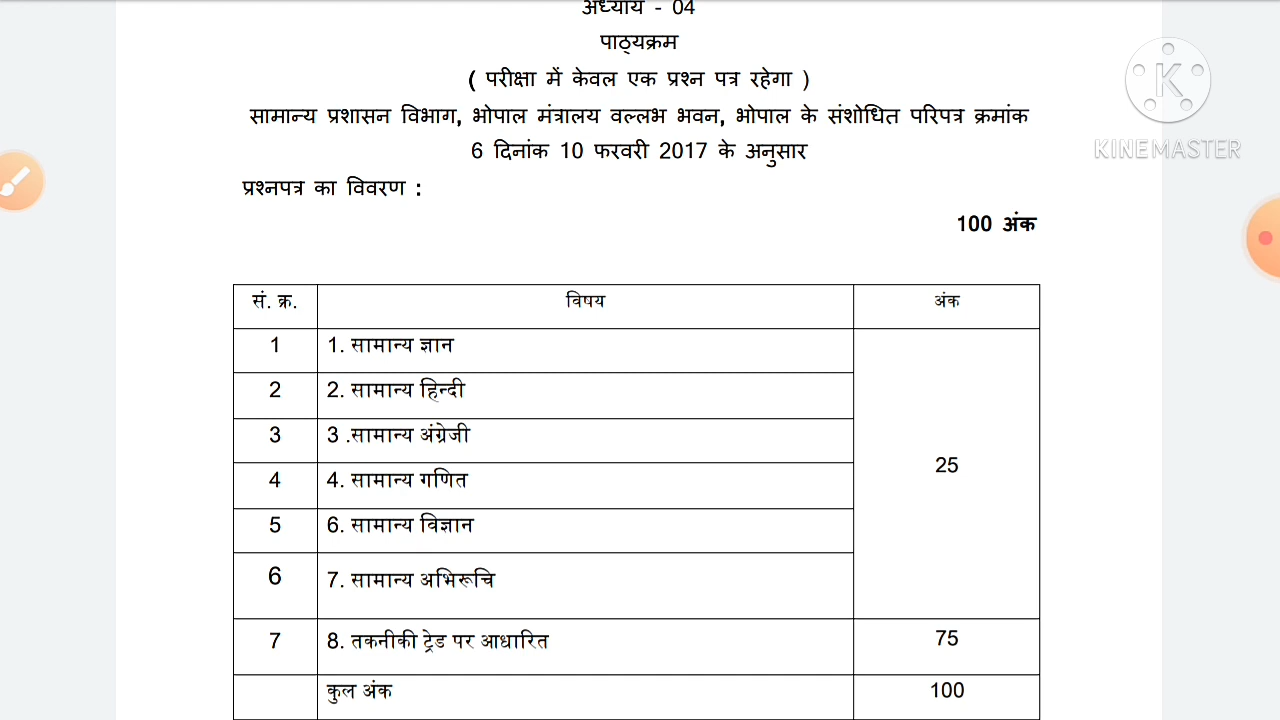 अध्याय - 04
पाठ्यक्रम
( परीक्षा में केवल एक प्रश्न पत्र रहेगा )
सामान्य प्रशासन विभाग, भोपाल मंत्रालय वल्लभ भवन, भोपाल के संशोधित परिपत्र क्रमांक
6 दिनांक 10 फरवरी 2017 के अनुसार
प्रश्नपत्र का विवरण :
100 अंक
सं. क्र. विषय अंक
1 1. सामान्य ज्ञान
2 2. सामान्य हिन्दी
3 3 .सामान्य अंग्रेजी
25
4 4. सामान्य गणित
5 6. सामान्य विज्ञान
6 7. सामान्य अभिरूचि
7 8. तकनीकी ट्रेड पर आधारित 75
कुल अंक 100
K
KINEMASTER